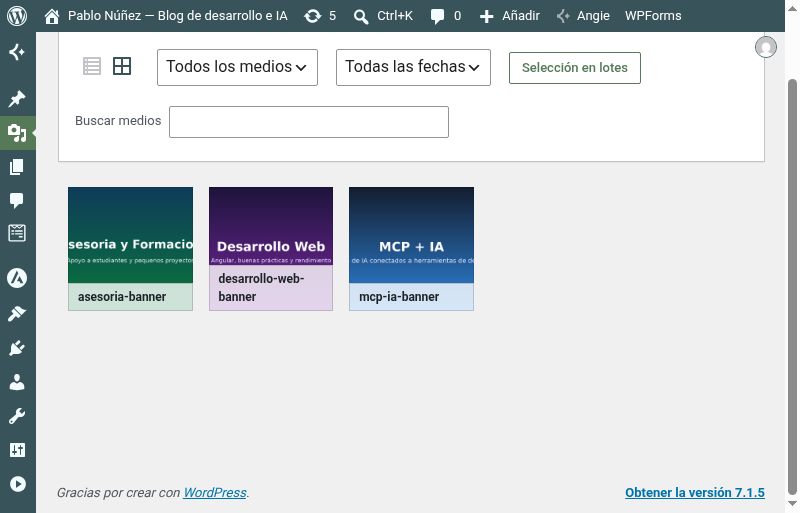 Pablo Núñez — Blog de desarrollo e IA 5 Ctrl+K 0 Añadir Angie WPForms
Todos los medios Todas las fechas Selección en lotes
Buscar medios
sesoria y Formacio
Apoyo a estudiantes y pequenos proyectos
asesoria-banner
Desarrollo Web
Angular, buenas prácticas y rendimiento
desarrollo-web-
banner
MCP + IA
de IA conectados a herramientas de de
mcp-ia-banner
Gracias por crear con WordPress. Obtener la versión 7.1.5